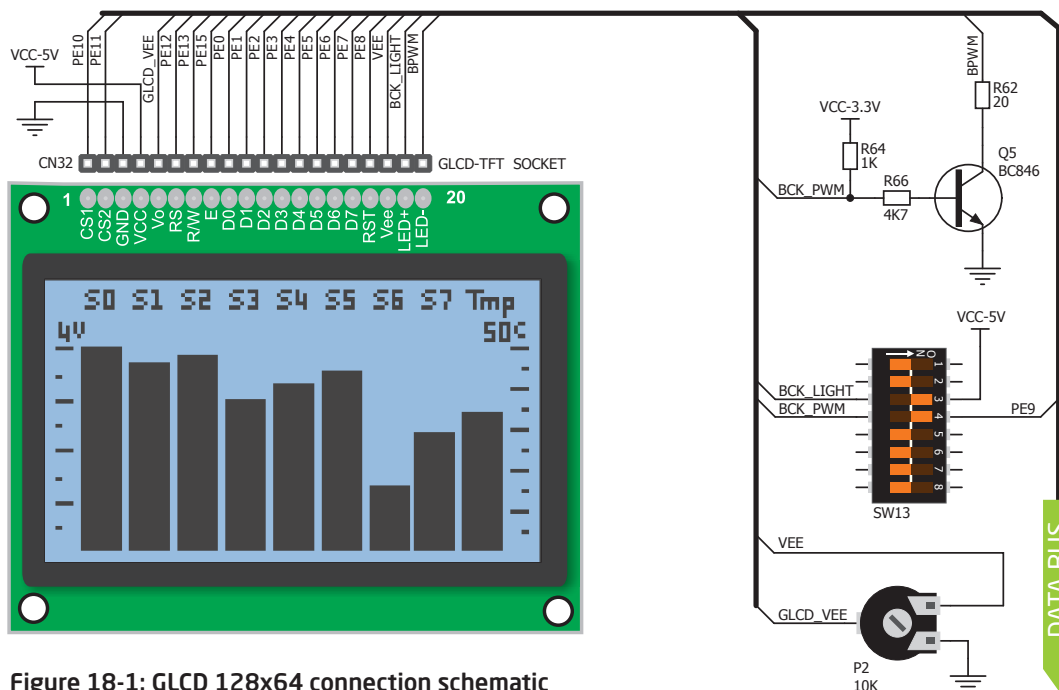 VCC-5V
PE10
PE11
GLCD_VEE
PE12
PE13
PE15
PE0
PE1
PE2
PE3
PE4
PE5
PE6
PE7
PE8
VEE
BCK_LIGHT
BPWM
CN32
GLCD-TFT SOCKET
1
20
CS1
CS2
GND
VCC
Vo
RS
R/W
E
D0
D1
D2
D3
D4
D5
D6
D7
RST
Vee
LED+
LED-
S0 S1 S2 S3 S4 S5 S6 S7 Tmp
4V
50C
BPWM
R62
20
VCC-3.3V
R64
1K
Q5
BC846
BCK_PWM
R66
4K7
VCC-5V
O N
1
2
3
4
5
6
7
8
BCK_LIGHT
BCK_PWM
PE9
SW13
VEE
GLCD_VEE
P2
10K
DATA BUS
Figure 18-1: GLCD 128x64 connection schematic